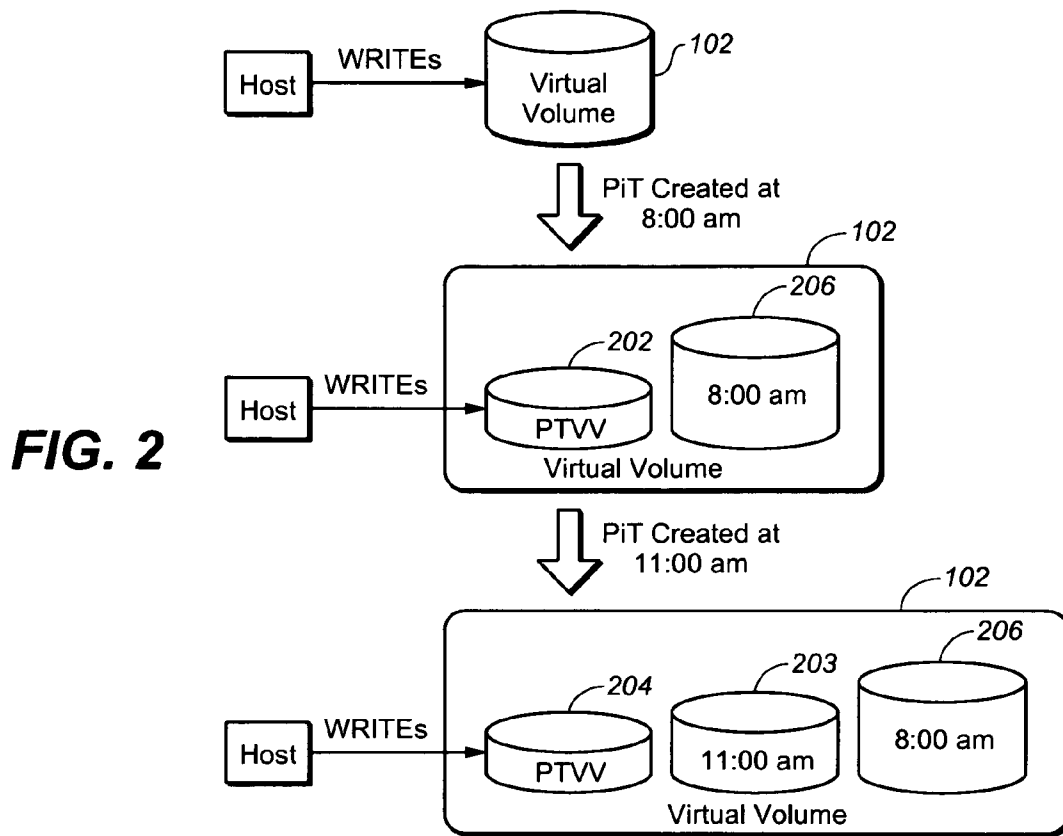 WRITEs
102
Host
Virtual
Volume
PiT Created at
8:00 am
102
206
202
WRITEs
8:00 am
Host
PTVV
FIG. 2
Virtual Volume
PiT Created at
11:00 am
102
206
203
204
WRITEs
8:00 am
Host
PTVV
11:00 am
Virtual Volume